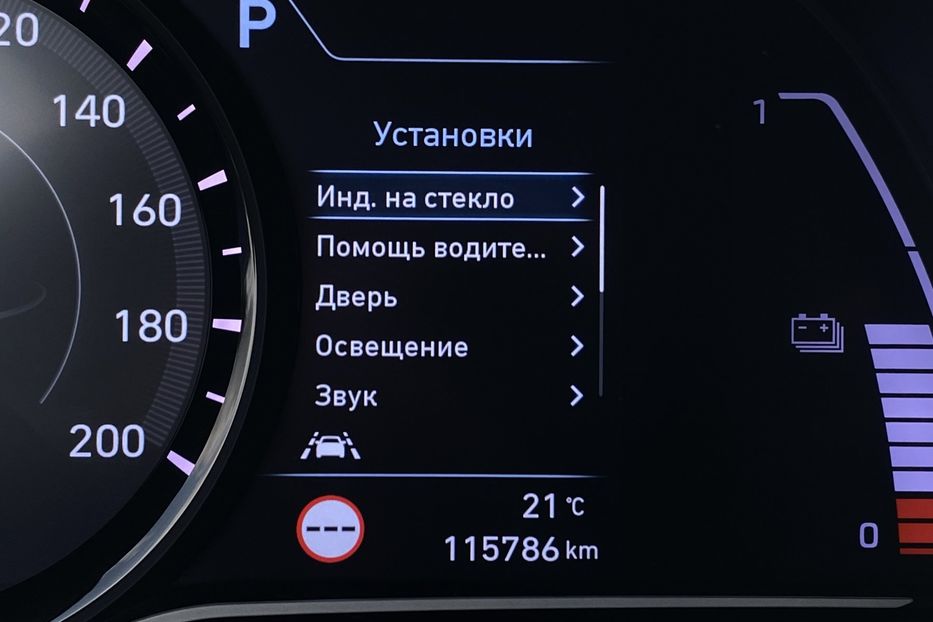 P
20
140
160
180
200
Установки
Инд. на стекло
Помощь водите...
Дверь
Освещение
Звук
---
21 °C
115786 km
1
- +
0